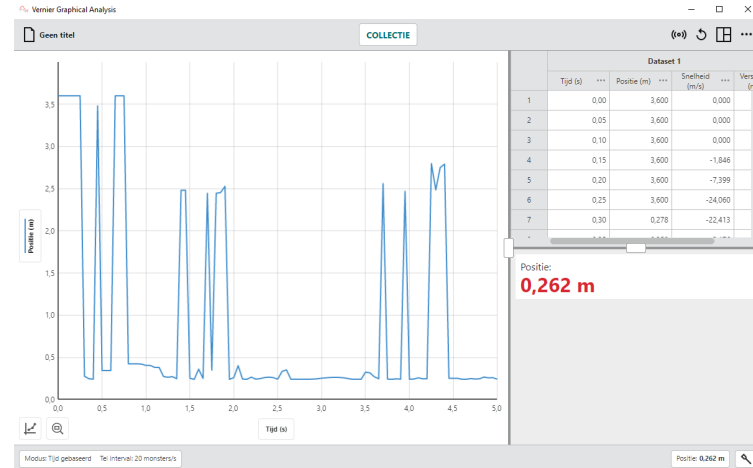 Vernier Graphical Analysis
Geen titel
COLLECTIE
3,5
3,0
2,5
2,0
1,5
1,0
0,5
0,0
Positie (m)
0,0 0,5 1,0 1,5 2,0 2,5 3,0 3,5 4,0 4,5 5,0
Tijd (s)
Dataset 1
Tijd (s) Positie (m) Snelheid (m/s)
1 0,00 3,600 0,000
2 0,05 3,600 0,000
3 0,10 3,600 0,000
4 0,15 3,600 -1,846
5 0,20 3,600 -7,399
6 0,25 3,600 -24,060
7 0,30 0,278 -22,413
Positie:
0,262 m
Modus: Tijd gebaseerd Tel interval: 20 monsters/s
Positie: 0,262 m